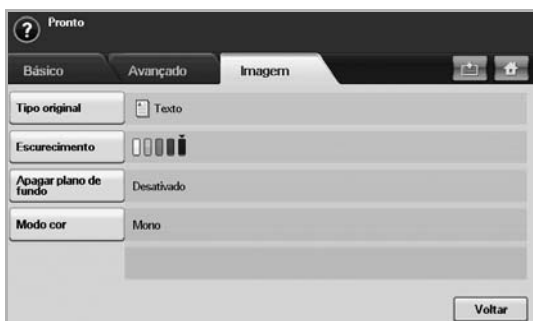 ? Pronto
Básico Avançado Imagem
Tipo original Texto
Escurecimento
Apagar plano de
fundo Desativado
Modo cor Mono
Voltar